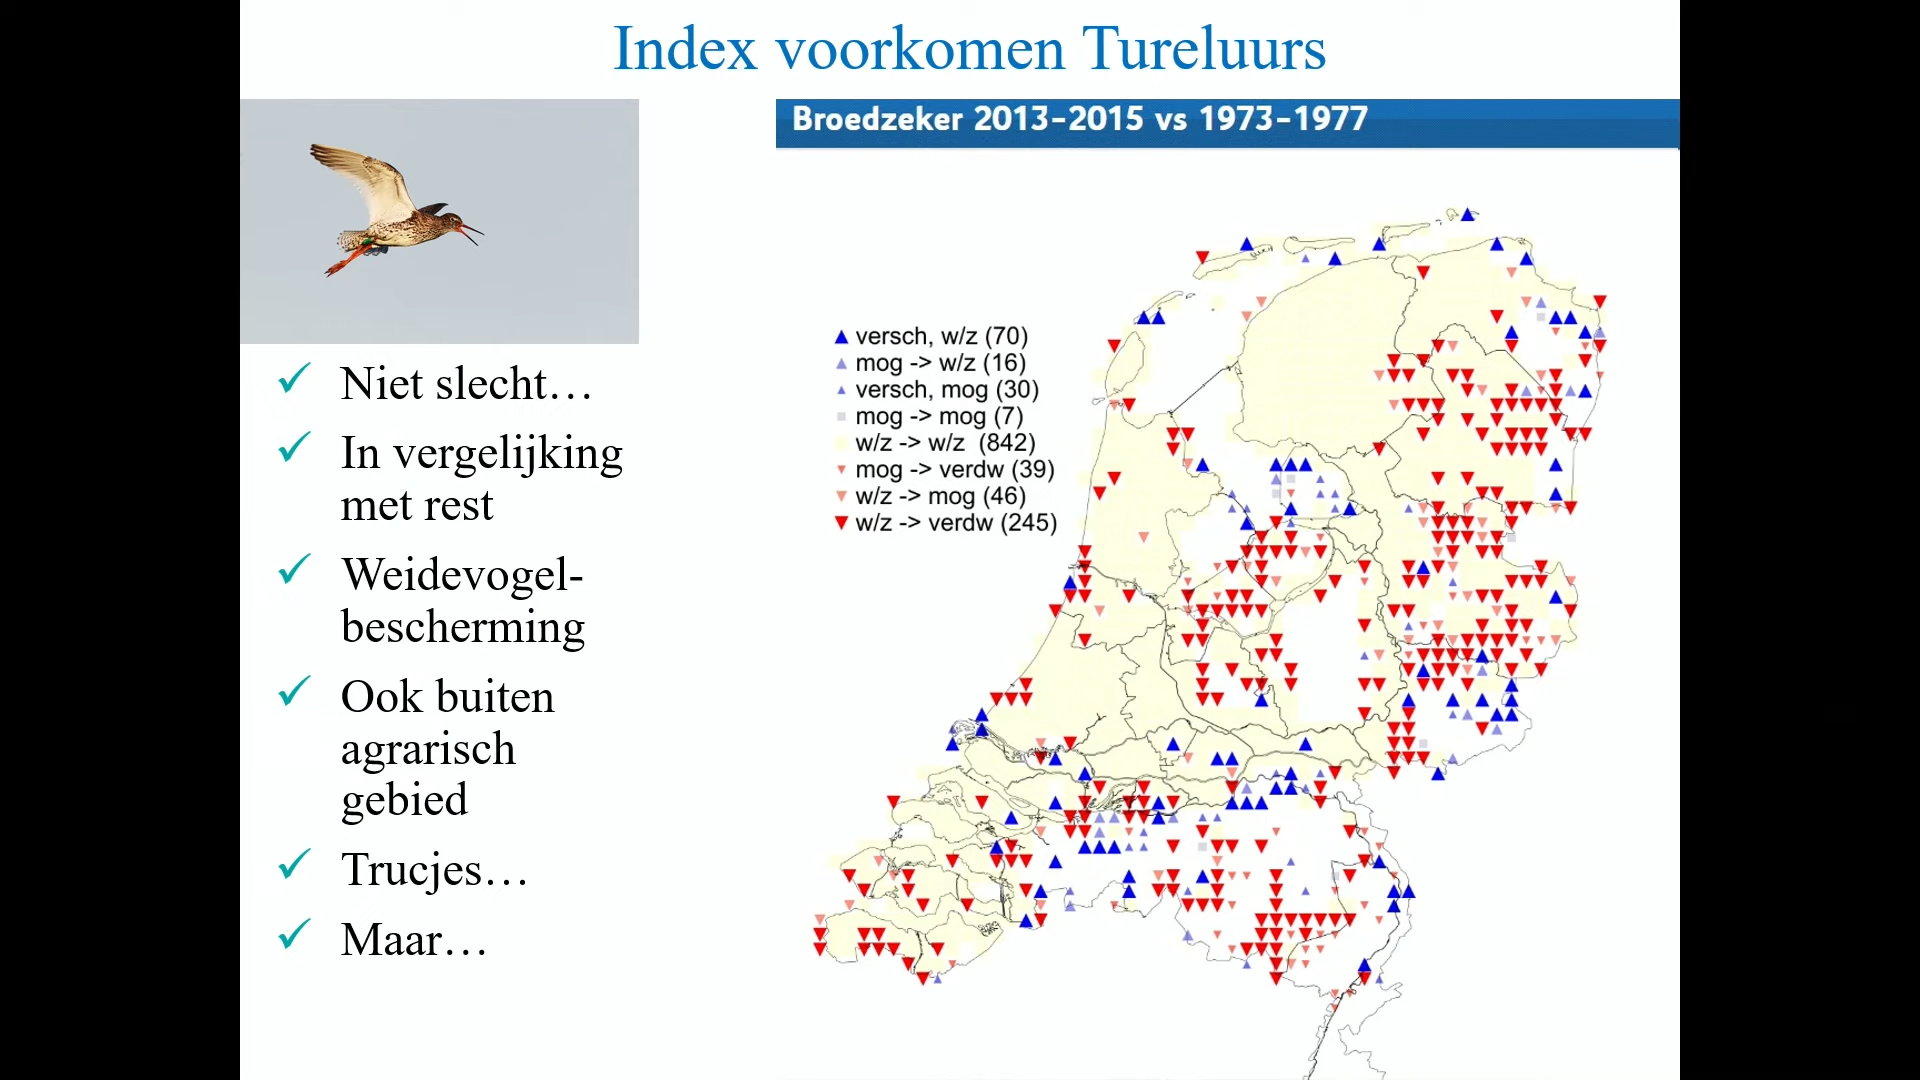 Index voorkomen Tureluurs
Broedzeker 2013-2015 vs 1973-1977
versch, w/z (70)
mog -> w/z (16)
versch, mog (30)
mog -> mog (7)
w/z -> w/z (842)
mog -> verdw (39)
w/z -> mog (46)
w/z -> verdw (245)
Niet slecht…
In vergelijking
met rest
Weidevogel-
bescherming
Ook buiten
agrarisch
gebied
Trucjes…
Maar…